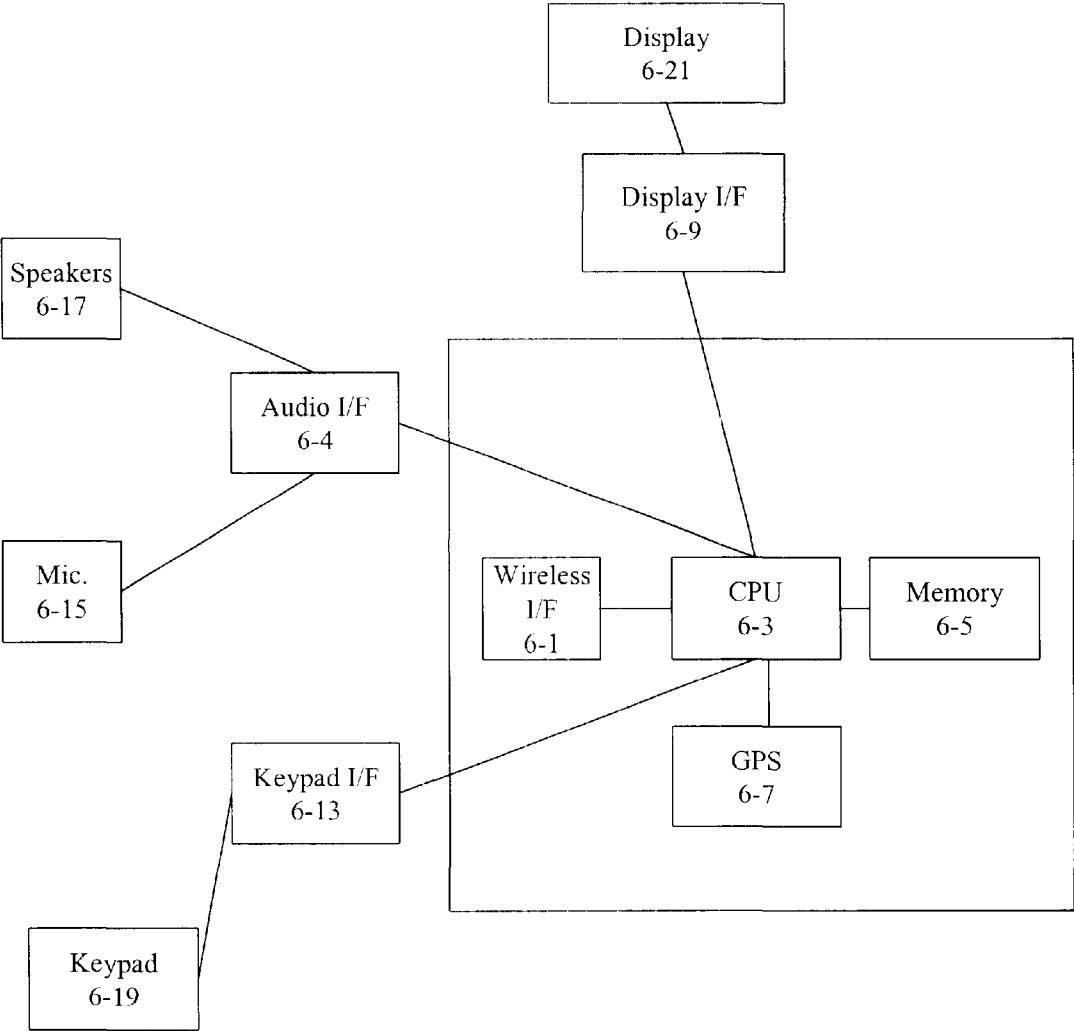 Display
6-21
Display I/F
6-9
Speakers
6-17
Audio I/F
6-4
Mic.
6-15
Wireless
I/F
6-1
CPU
6-3
Memory
6-5
GPS
6-7
Keypad I/F
6-13
Keypad
6-19